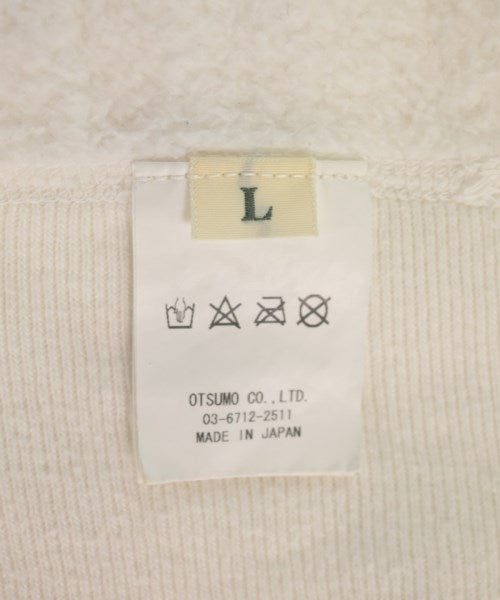 L
OTSUMO CO.,LTD.
03-6712-2511
MADE IN JAPAN